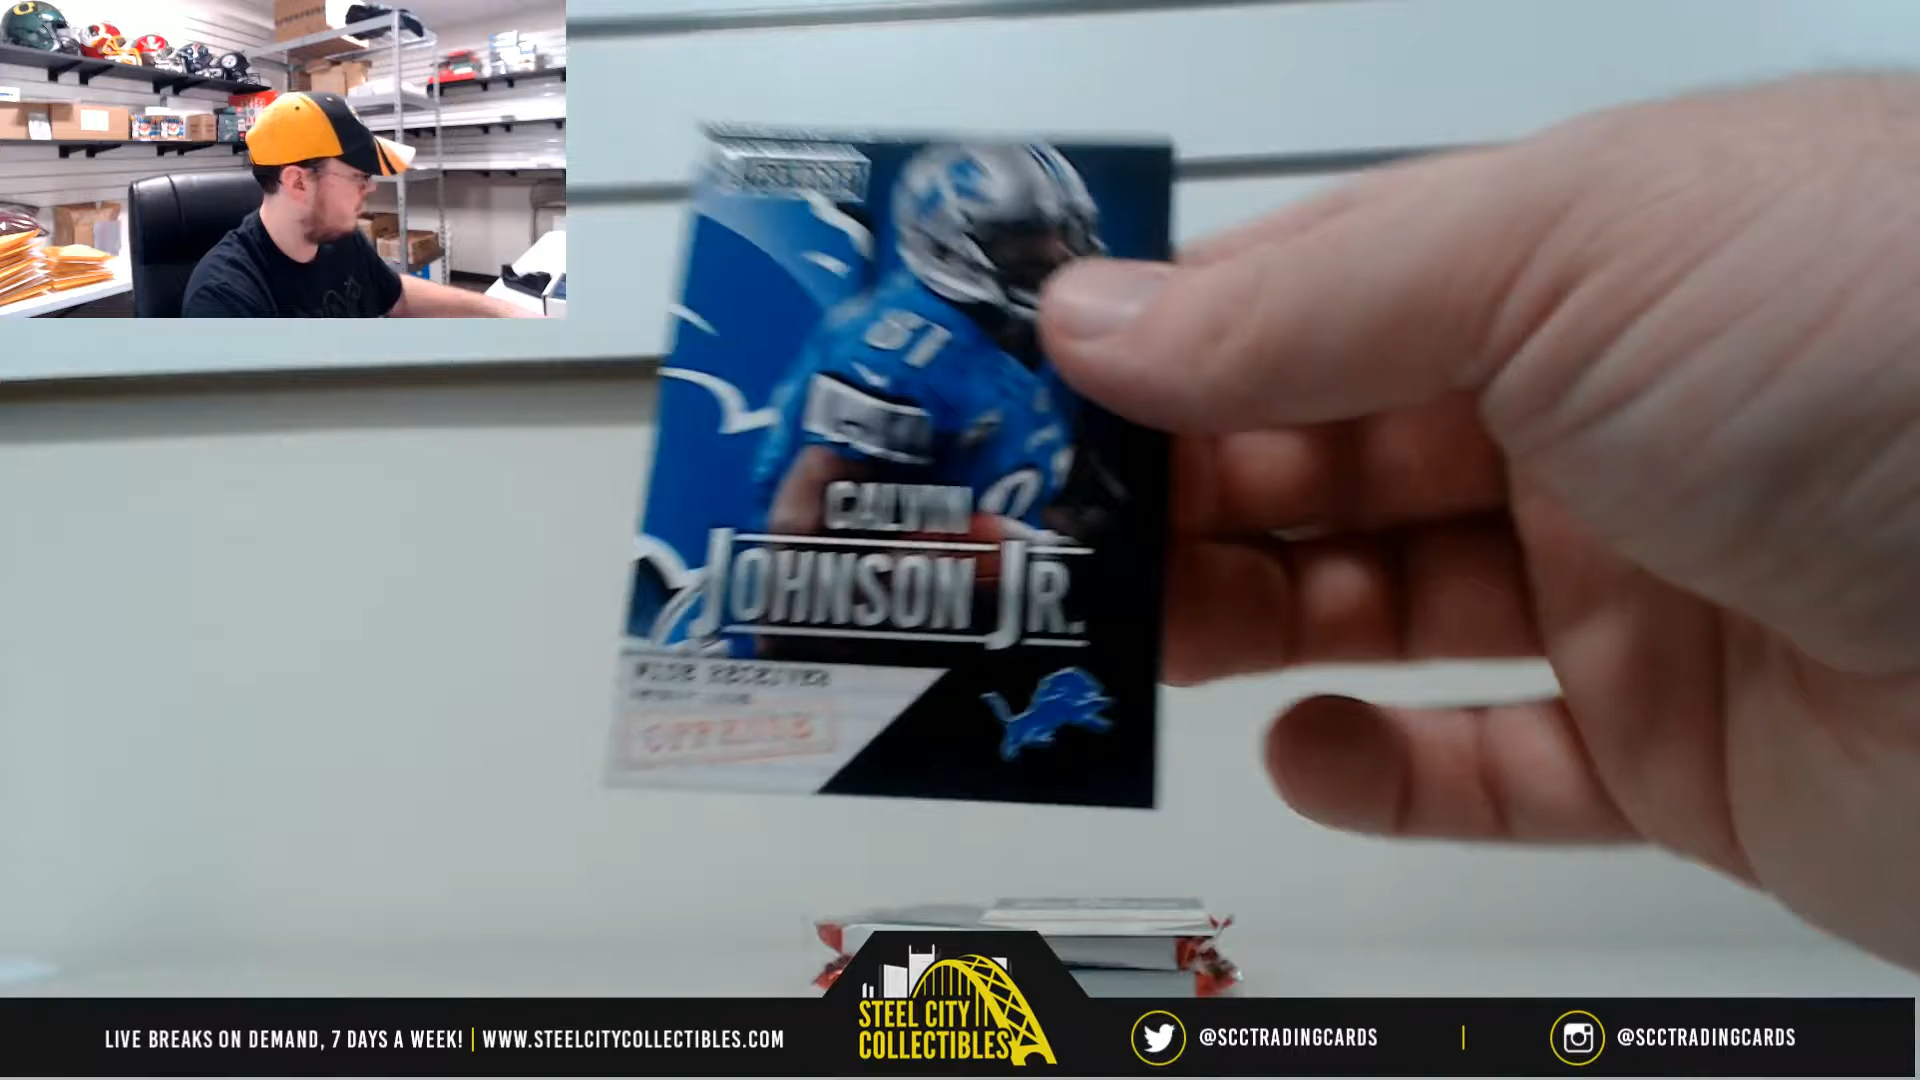 81
CALVIN
JOHNSON JR.
WIDE RECEIVER
OFFENSE
STEEL CITY
COLLECTIBLES
LIVE BREAKS ON DEMAND, 7 DAYS A WEEK! | WWW.STEELCITYCOLLECTIBLES.COM
@SCCTRADINGCARDS | @SCCTRADINGCARDS